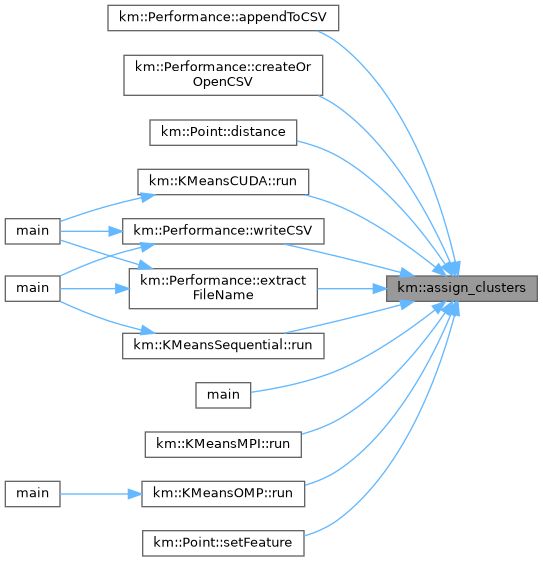 km::Performance::appendToCSV
km::Performance::createOr
OpenCSV
km::Point::distance
km::KMeansCUDA::run
main
km::Performance::writeCSV
km::Performance::extract
FileName
main
km::assign_clusters
km::KMeansSequential::run
main
km::KMeansMPI::run
main
km::KMeansOMP::run
km::Point::setFeature